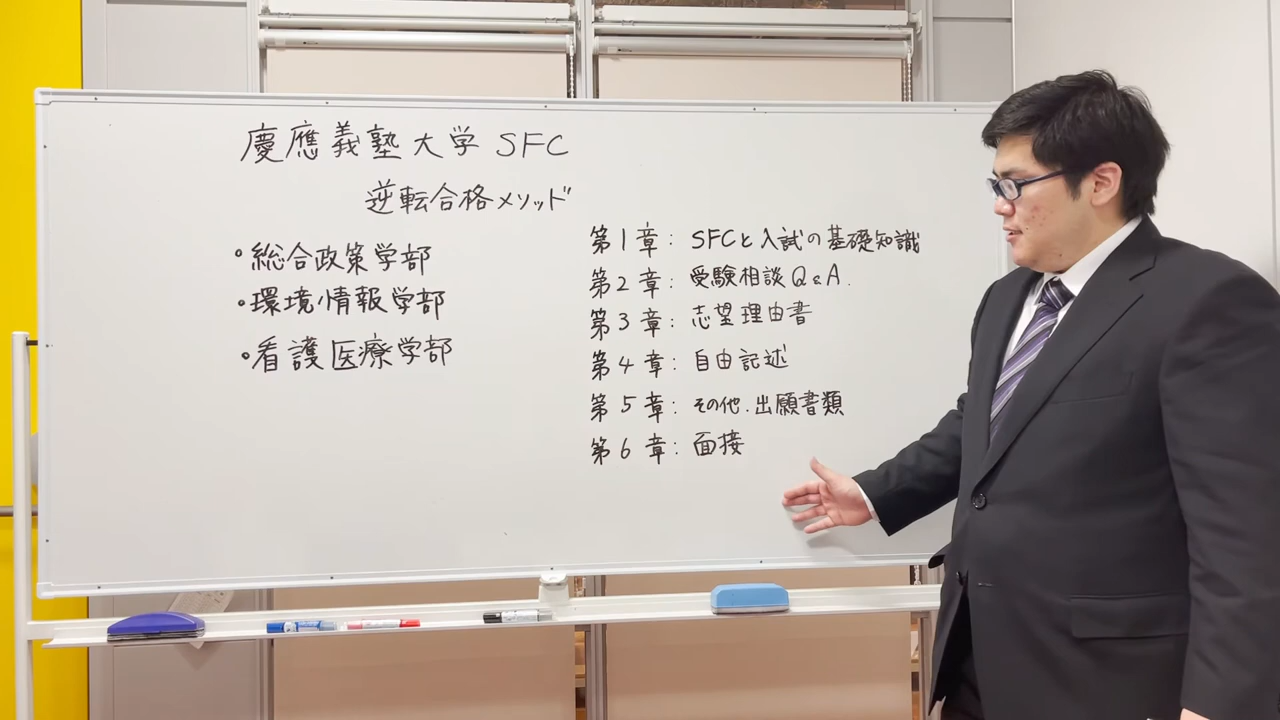 慶應義塾大学 SFC
逆転合格メソッド
・総合政策学部
・環境情報学部
・看護医療学部
第1章: SFCと入試の基礎知識
第2章: 受験相談Q&A.
第3章: 志望理由書
第4章: 自由記述
第5章: その他.出願書類
第6章: 面接